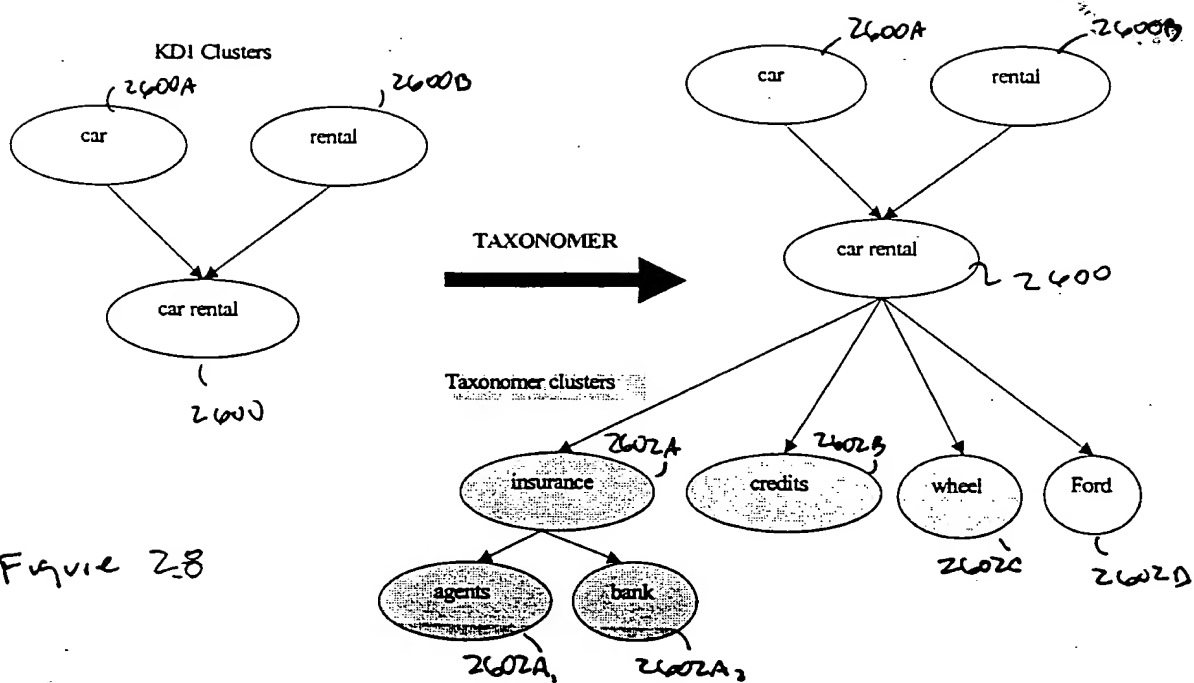 KD1 Clusters
2600A
2600B
car
rental
car rental
2600
TAXONOMER
2600A
2600B
car
rental
car rental
2600
Taxonomer clusters
2602A
2602B
insurance
credits
wheel
Ford
2602C
2602D
agents
bank
2602A₁
2602A₂
Figure 28